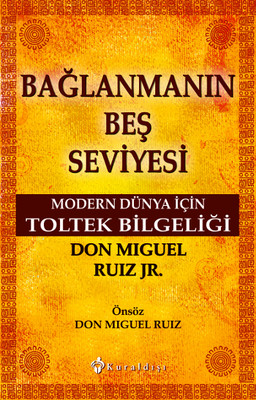 BAĞLANMANIN
BEŞ
SEVİYESİ
MODERN DÜNYA İÇİN
TOLTEK BİLGELİĞİ
DON MIGUEL
RUIZ JR.
Önsöz
DON MIGUEL RUIZ
Kuraldışı